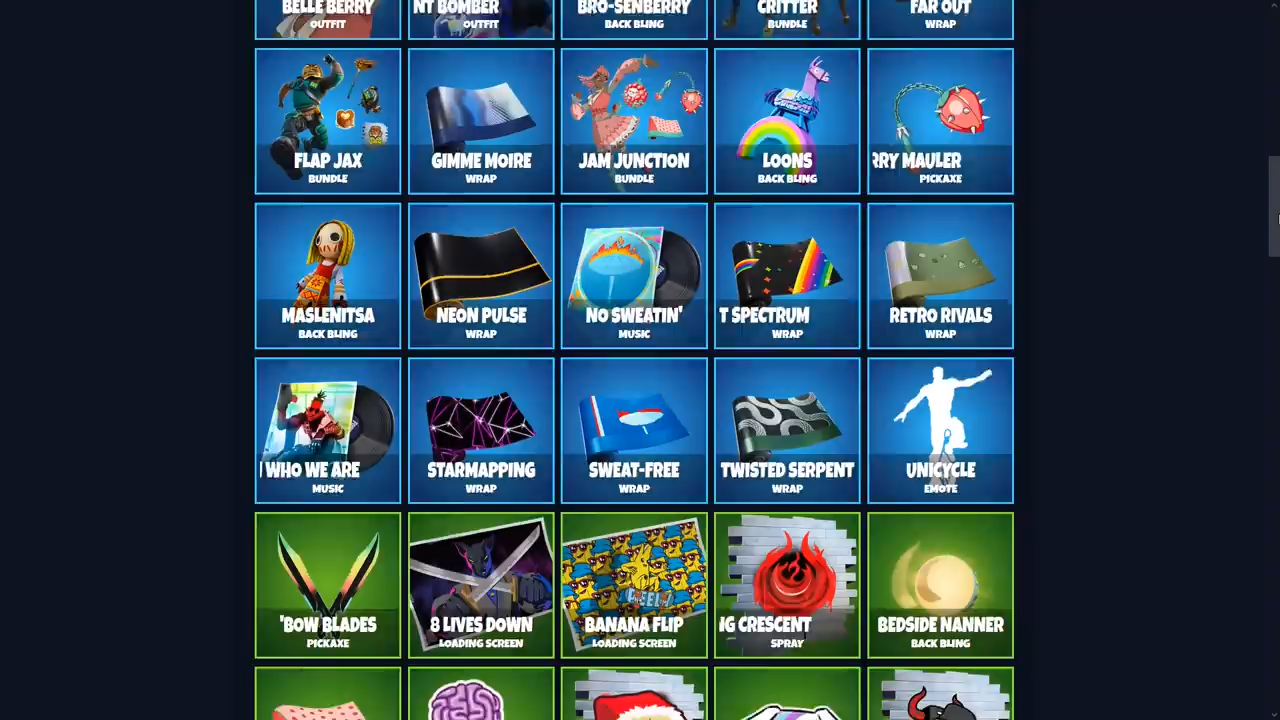 BELLE BERRY
OUTFIT
NT BOMBER
OUTFIT
BRO-SENBERRY
BACK BLING
CRITTER
BUNDLE
FAR OUT
WRAP
FLAP JAX
BUNDLE
GIMME MOIRE
WRAP
JAM JUNCTION
BUNDLE
LOONS
BACK BLING
RRY MAULER
PICKAXE
MASLENITSA
BACK BLING
NEON PULSE
WRAP
NO SWEATIN'
MUSIC
T SPECTRUM
WRAP
RETRO RIVALS
WRAP
WHO WE ARE
MUSIC
STARMAPPING
WRAP
SWEAT-FREE
WRAP
TWISTED SERPENT
WRAP
UNICYCLE
EMOTE
'BOW BLADES
PICKAXE
8 LIVES DOWN
LOADING SCREEN
BANANA FLIP
LOADING SCREEN
NG CRESCENT
SPRAY
BEDSIDE NANNER
BACK BLING